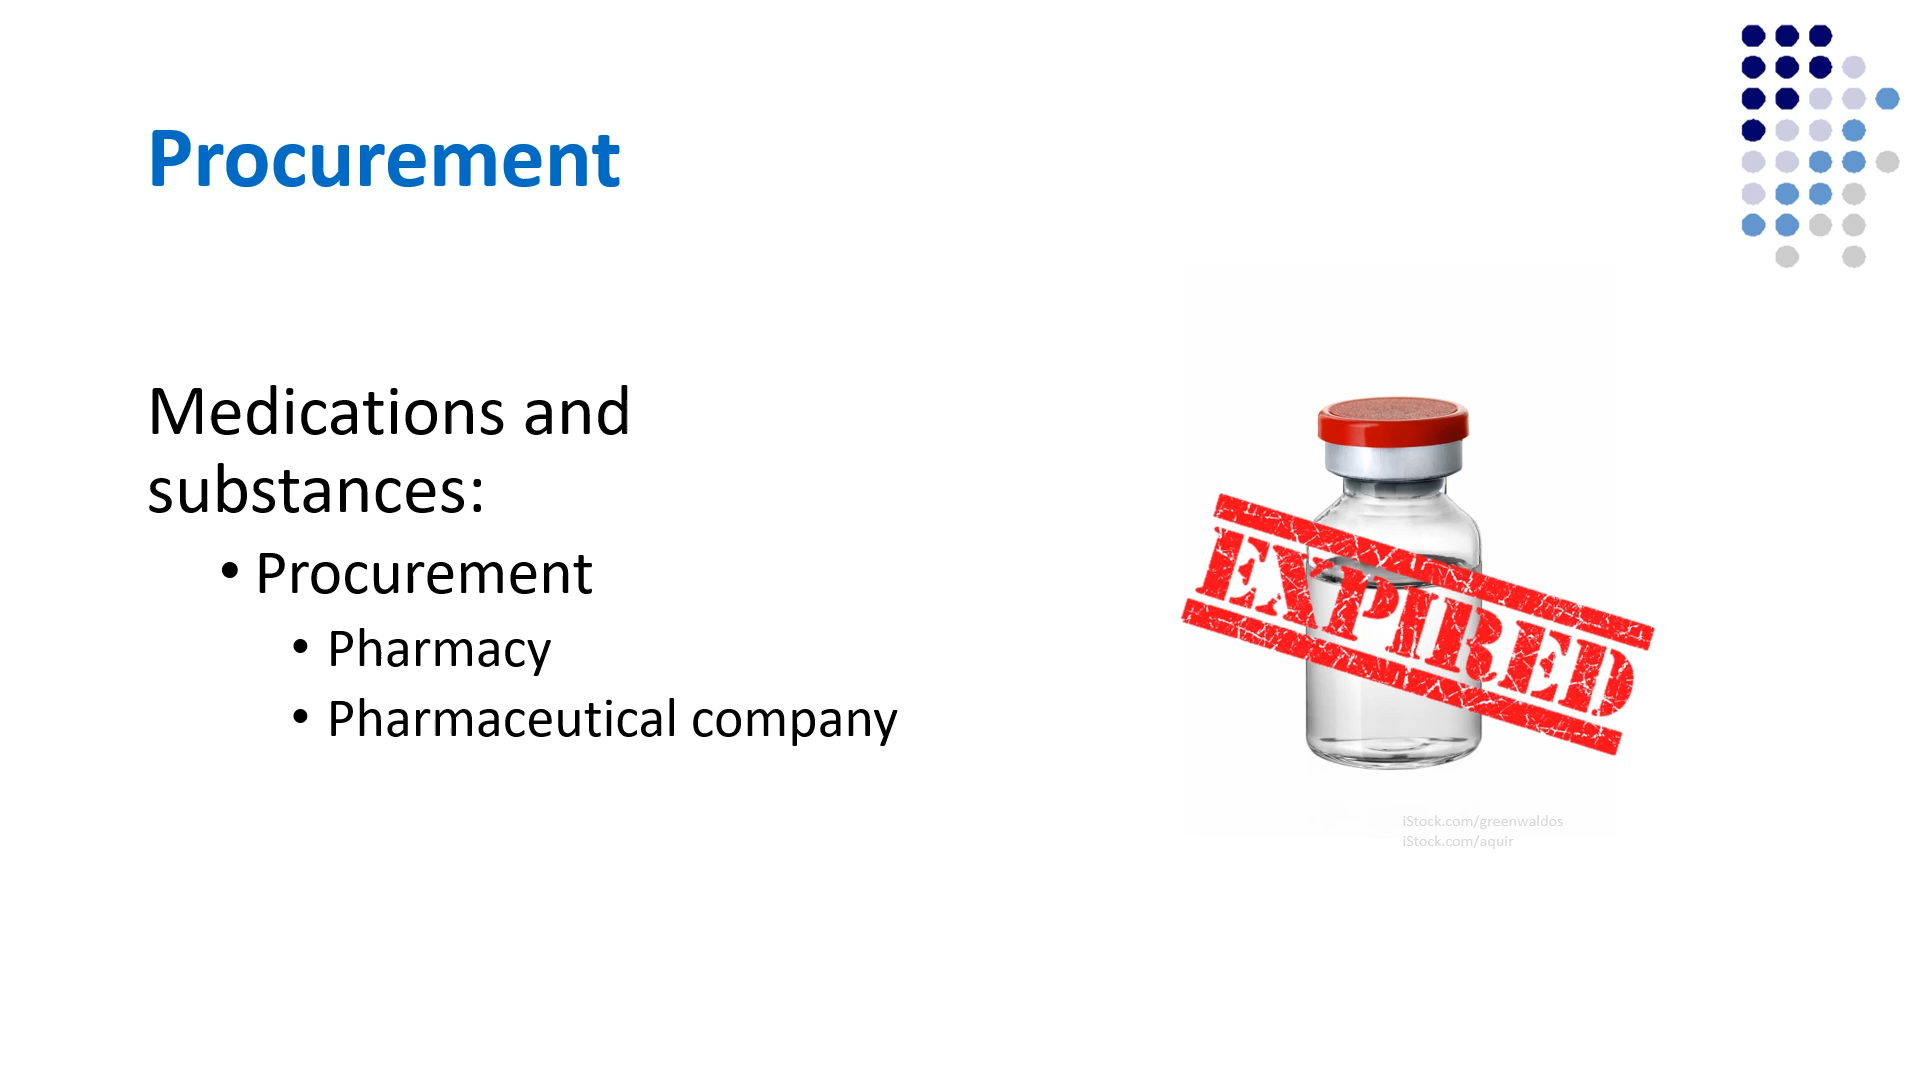 Procurement
Medications and
substances:
• Procurement
• Pharmacy
• Pharmaceutical company
EXPIRED
iStock.com/greenwaldos
iStock.com/aquir